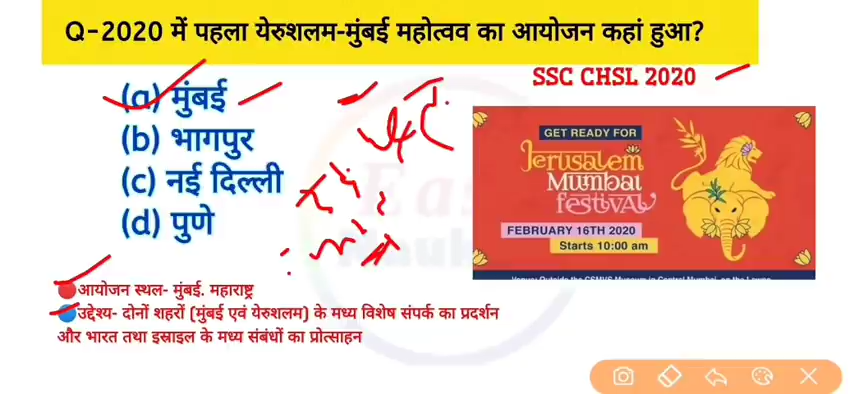 Q-2020 में पहला येरुशलम-मुंबई महोत्वव का आयोजन कहां हुआ?
SSC CHSL 2020
(a) मुंबई
(b) भागपुर
(c) नई दिल्ली
(d) पुणे
GET READY FOR
Jerusalem
Mumbai
festival
FEBRUARY 16TH 2020
Starts 10:00 am
आयोजन स्थल- मुंबई. महाराष्ट्र
उद्देश्य- दोनों शहरों (मुंबई एवं येरुशलम) के मध्य विशेष संपर्क का प्रदर्शन
और भारत तथा इस्राइल के मध्य संबंधों का प्रोत्साहन